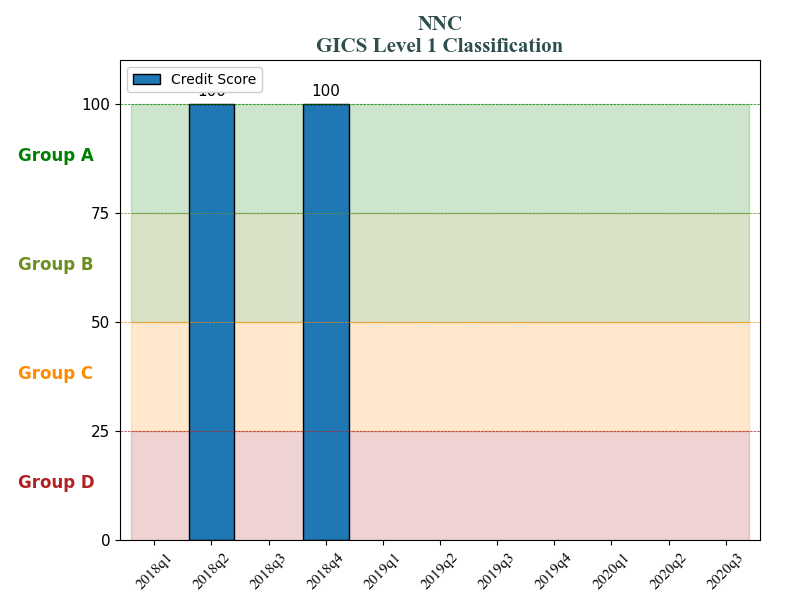 NNC
GICS Level 1 Classification
Credit Score
100
100
100
Group A
75
Group B
50
Group C
25
Group D
0
2018q1
2018q2
2018q3
2018q4
2019q1
2019q2
2019q3
2019q4
2020q1
2020q2
2020q3